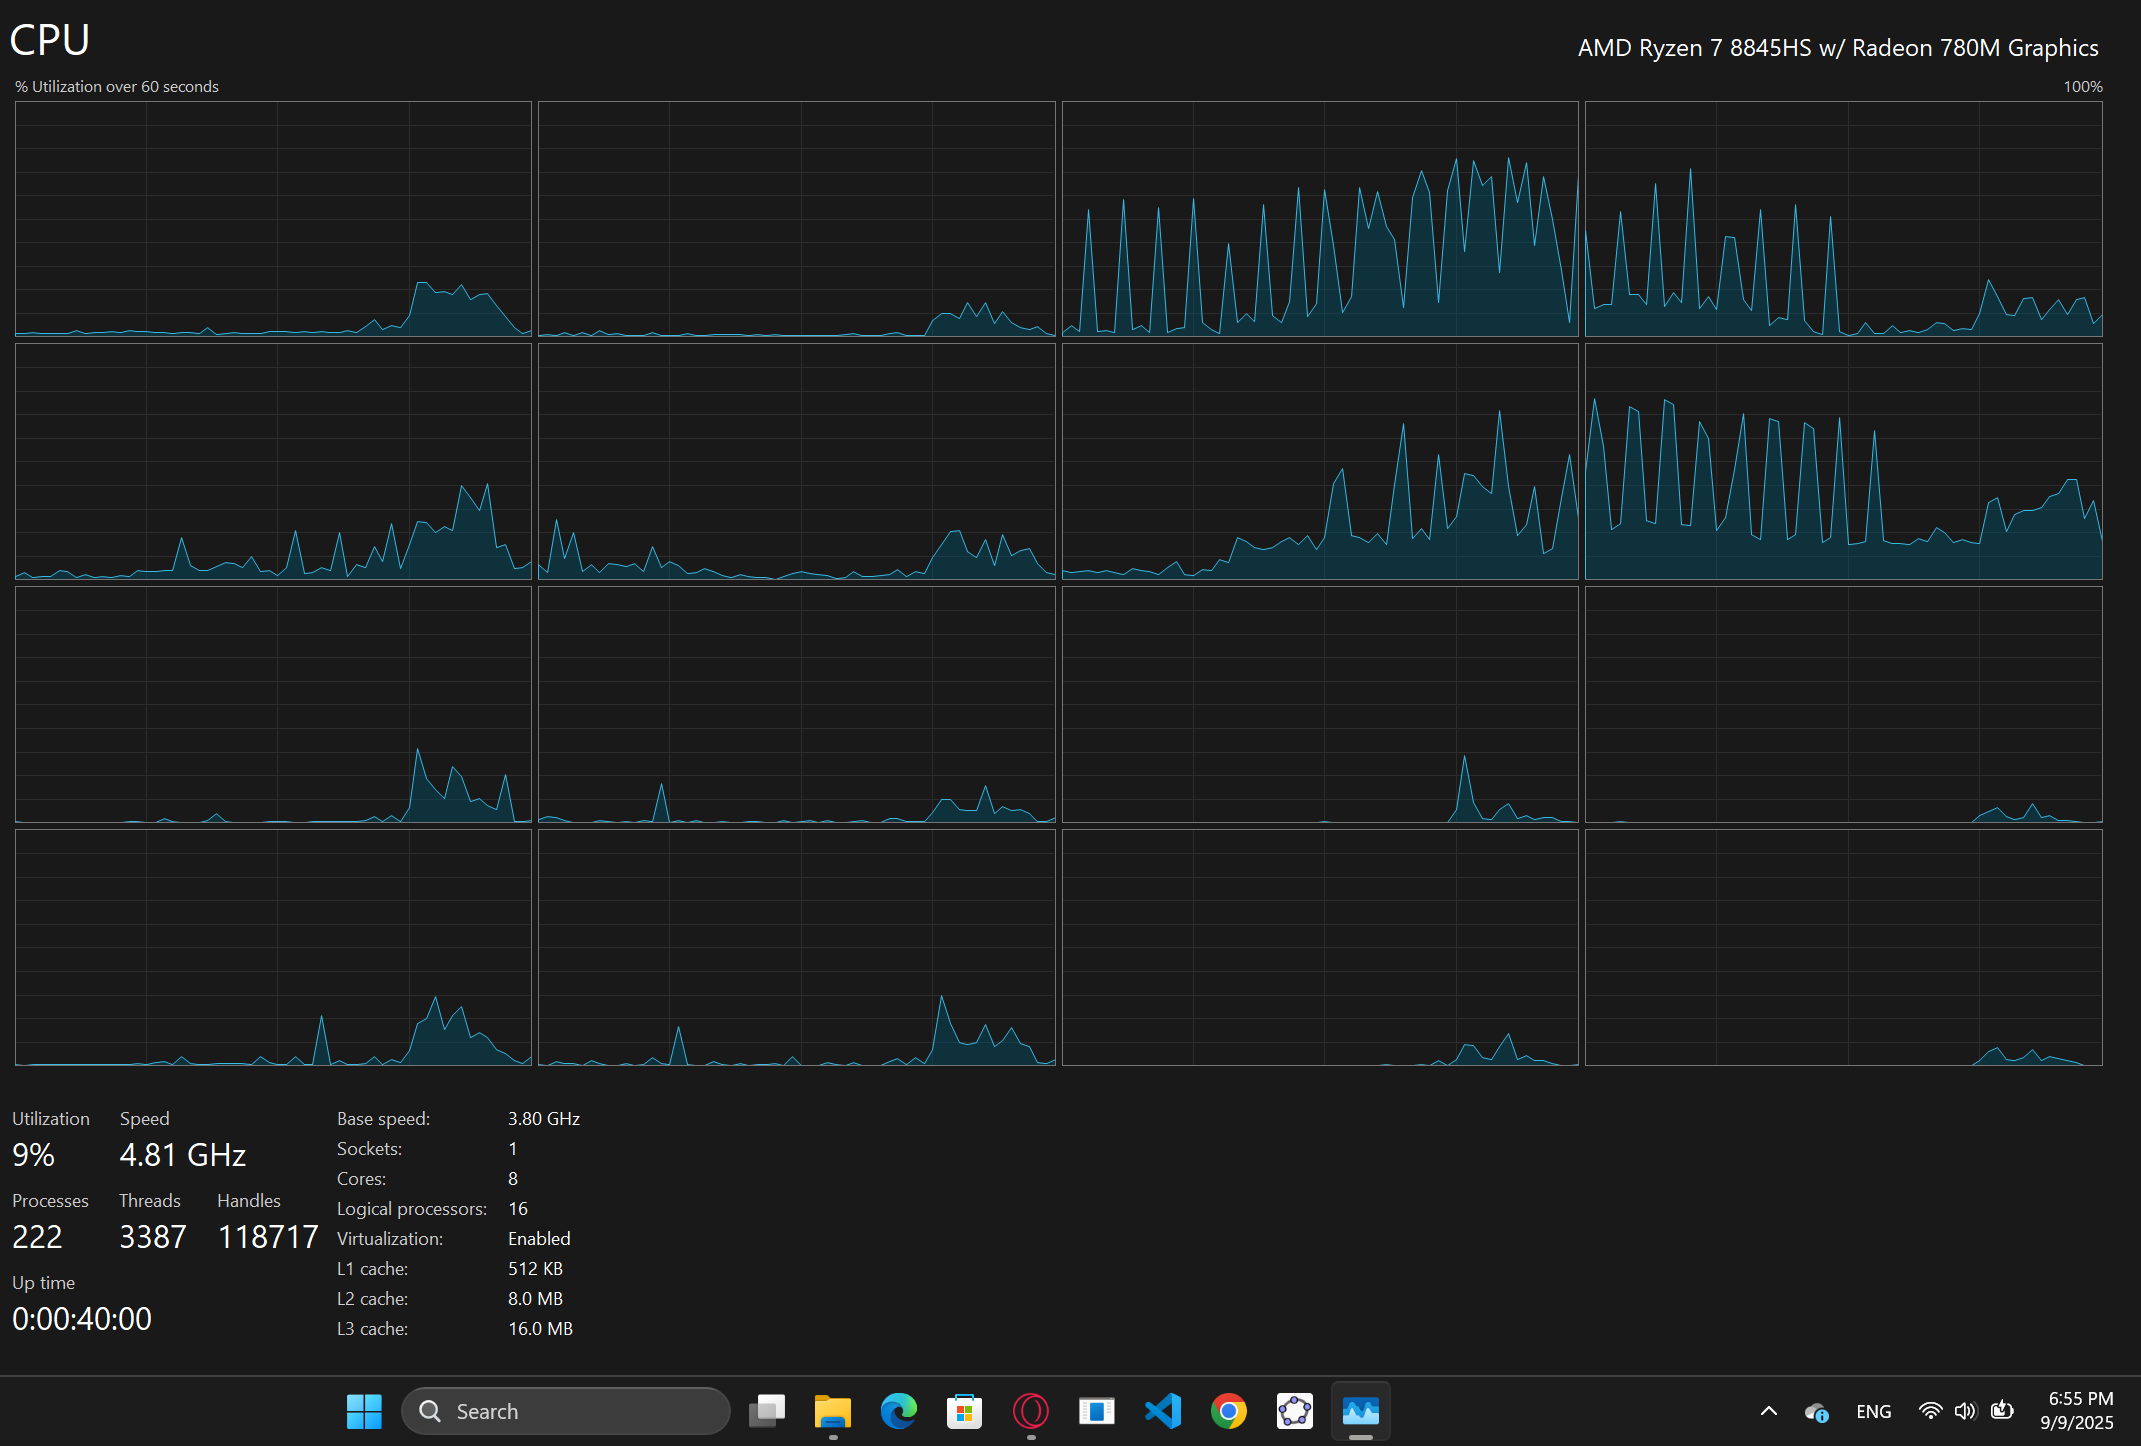 CPU
AMD Ryzen 7 8845HS w/ Radeon 780M Graphics
% Utilization over 60 seconds
100%
Utilization
Speed
9%
4.81 GHz
Processes
Threads
Handles
222
3387
118717
Up time
0:00:40:00
Base speed: 3.80 GHz
Sockets: 1
Cores: 8
Logical processors: 16
Virtualization: Enabled
L1 cache: 512 KB
L2 cache: 8.0 MB
L3 cache: 16.0 MB
Search
ENG
6:55 PM
9/9/2025